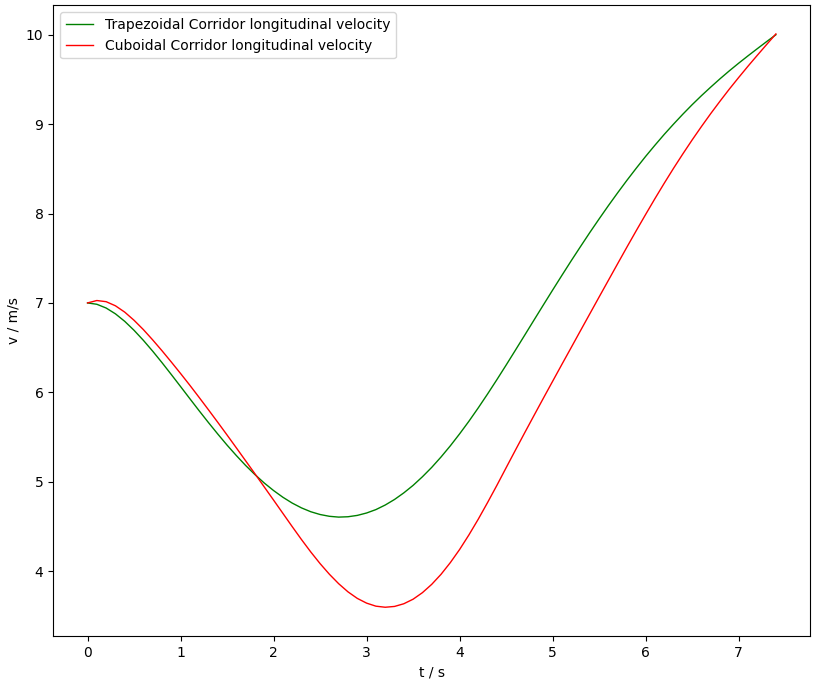 Trapezoidal Corridor longitudinal velocity
Cuboidal Corridor longitudinal velocity
10
9
8
7
6
5
4
v / m/s
0 1 2 3 4 5 6 7
t / s